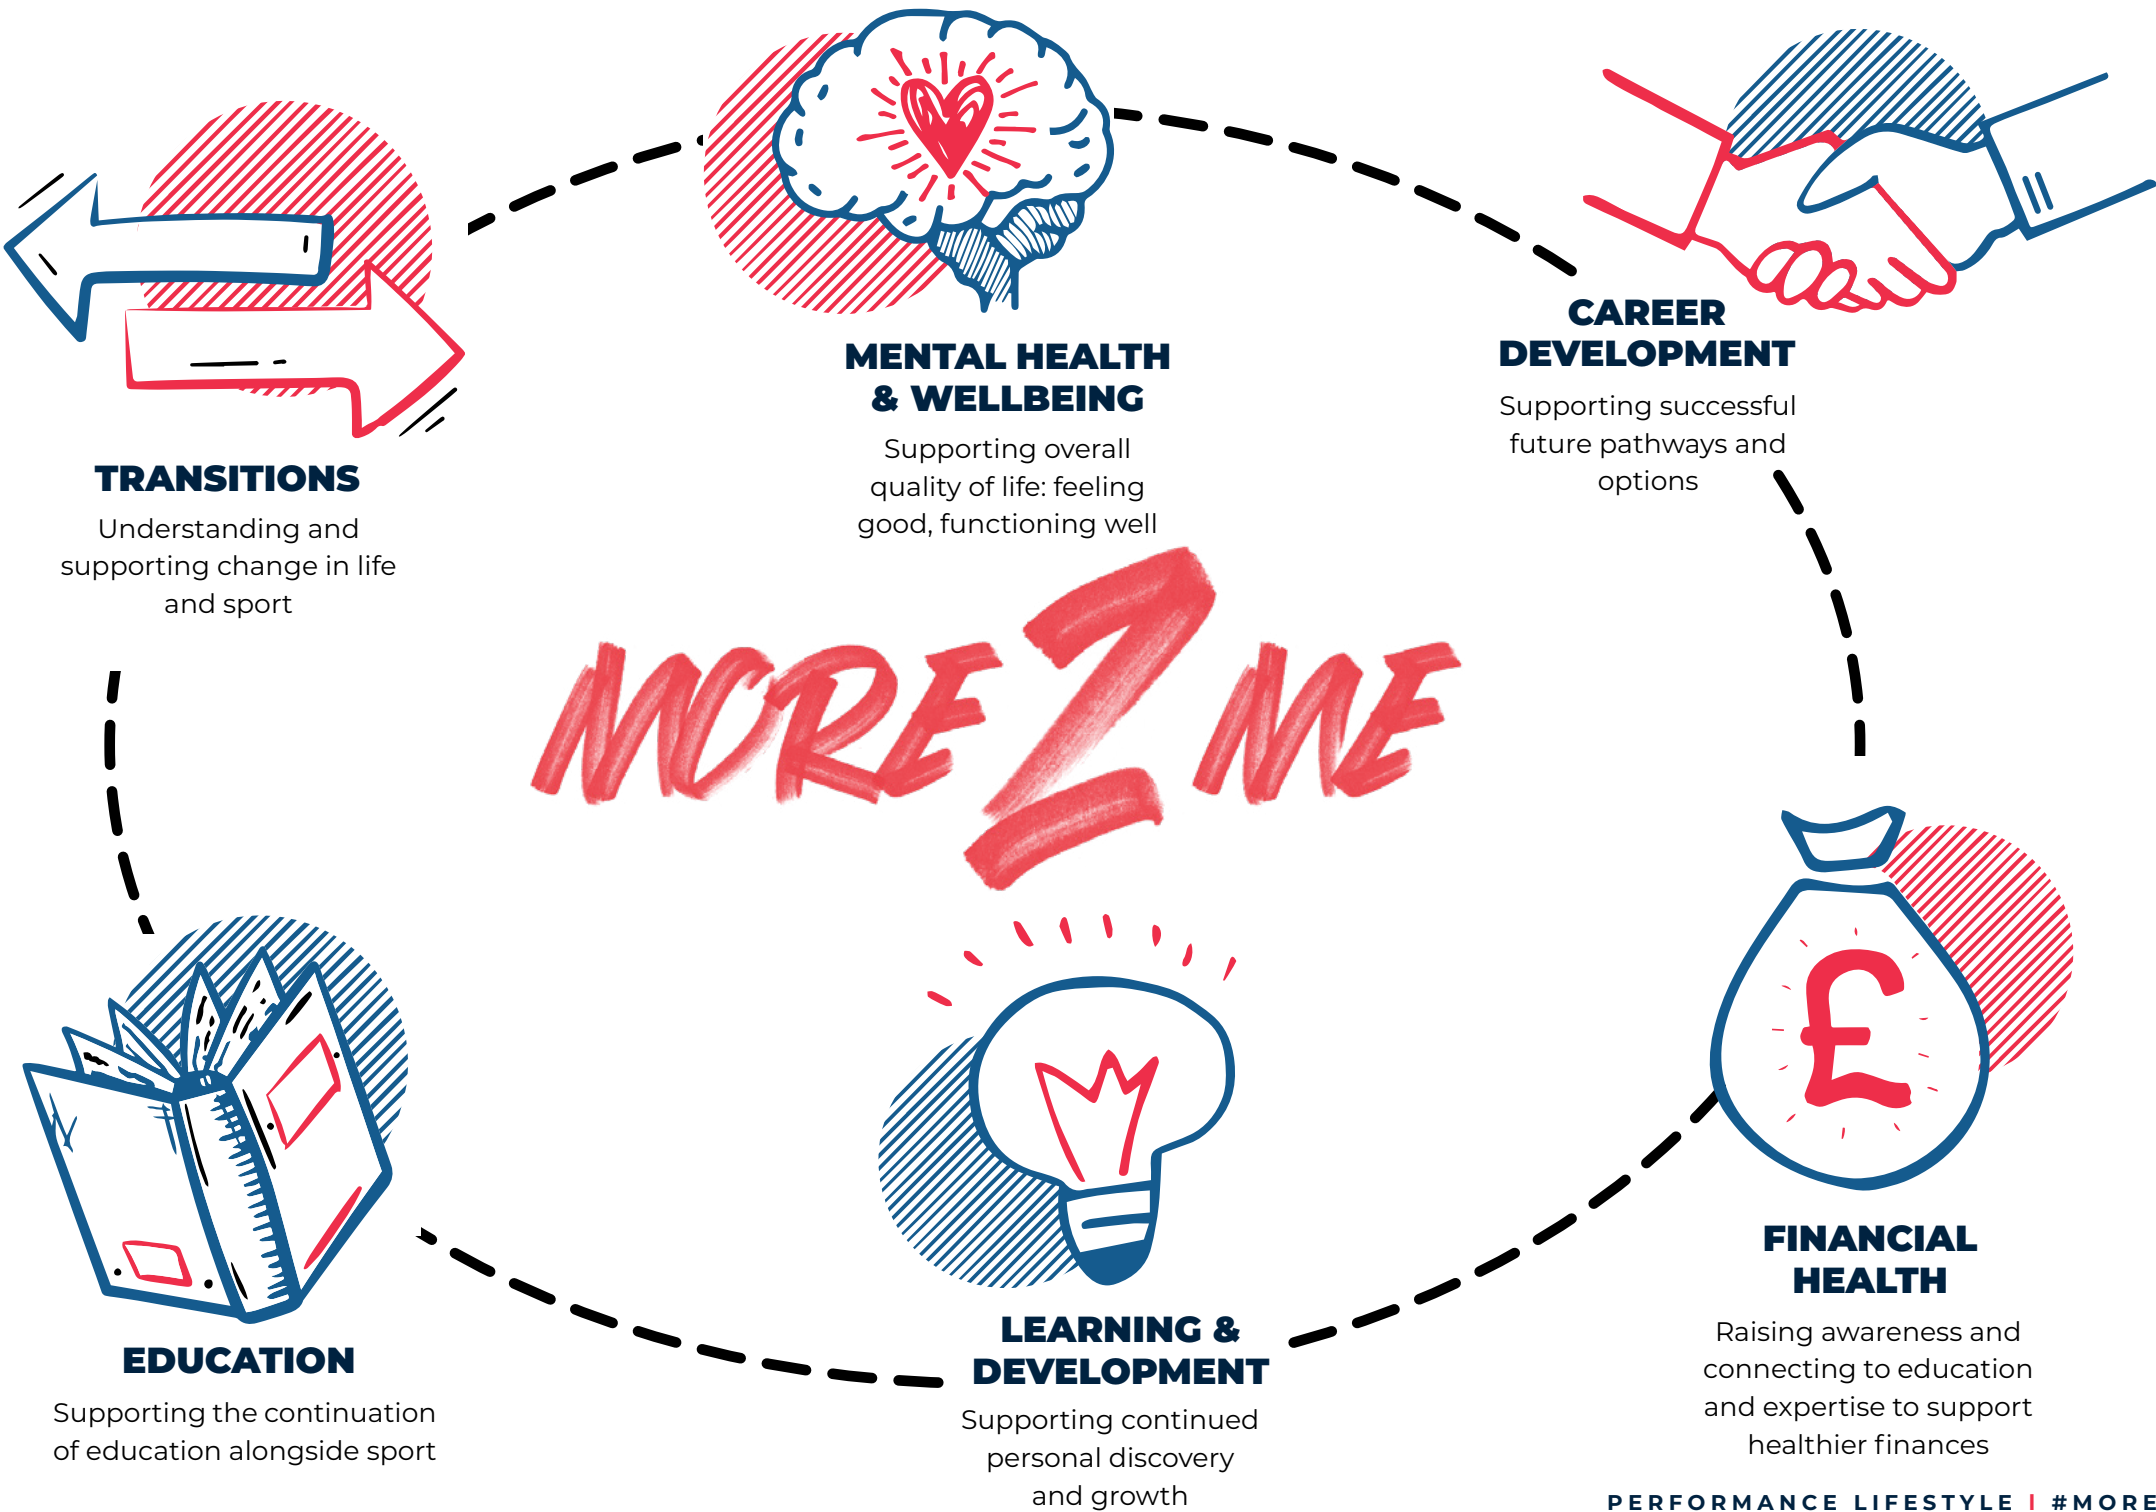 MENTAL HEALTH
& WELLBEING
Supporting overall
quality of life: feeling
good, functioning well
CAREER
DEVELOPMENT
Supporting successful
future pathways and
options
TRANSITIONS
Understanding and
supporting change in life
and sport
MORE 2 ME
£
FINANCIAL
HEALTH
Raising awareness and
connecting to education
and expertise to support
healthier finances
LEARNING &
DEVELOPMENT
Supporting continued
personal discovery
and growth
EDUCATION
Supporting the continuation
of education alongside sport
PERFORMANCE LIFESTYLE | #MORE